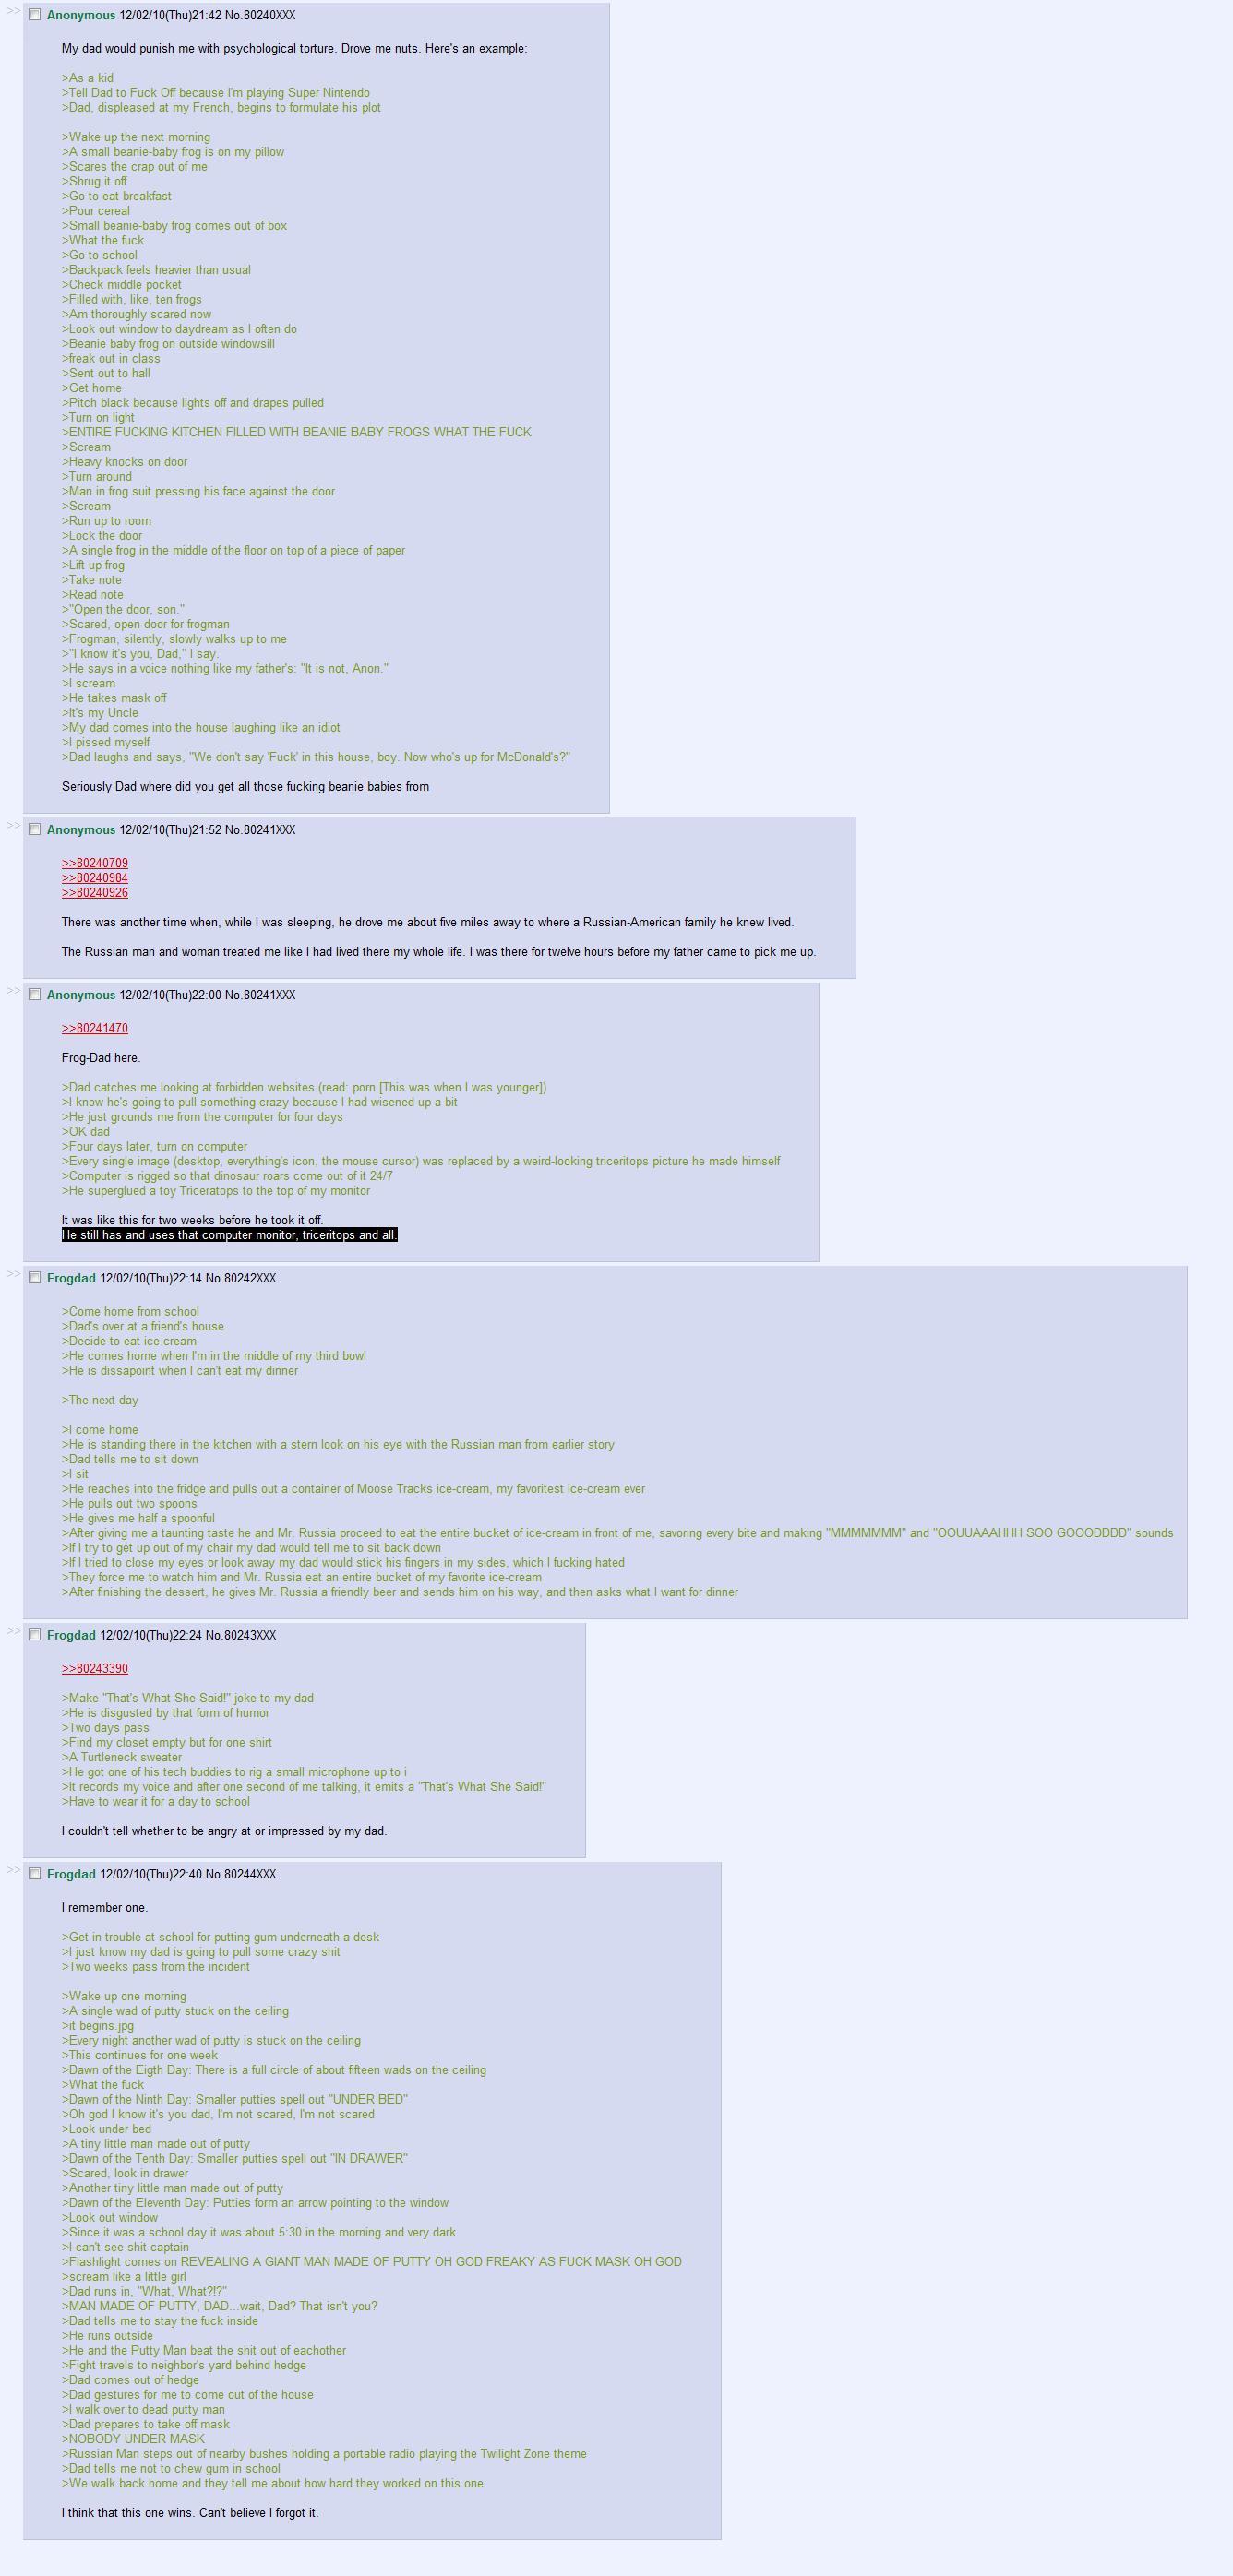 >> Anonymous 12/02/10(Thu)21:42 No.80240XXX
My dad would punish me with psychological torture. Drove me nuts. Here's an example:
>As a kid
>Tell Dad to Fuck Off because I'm playing Super Nintendo
>Dad, displeased at my French, begins to formulate his plot
>Wake up the next morning
>A small beanie-baby frog is on my pillow
>Scares the crap out of me
>Shrug it off
>Go to eat breakfast
>Pour cereal
>Small beanie-baby frog comes out of box
>What the fuck
>Go to school
>Backpack feels heavier than usual
>Check middle pocket
>Filled with, like, ten frogs
>Am thoroughly scared now
>Look out window to daydream as I often do
>Beanie baby frog on outside windowsill
>freak out in class
>Sent out to hall
>Get home
>Pitch black because lights off and drapes pulled
>Turn on light
>ENTIRE FUCKING KITCHEN FILLED WITH BEANIE BABY FROGS WHAT THE FUCK
>Scream
>Heavy knocks on door
>Turn around
>Man in frog suit pressing his face against the door
>Scream
>Run up to room
>Lock the door
>A single frog in the middle of the floor on top of a piece of paper
>Lift up frog
>Take note
>Read note
>"Open the door, son."
>Scared, open door for frogman
>Frogman, silently, slowly walks up to me
>"I know it's you, Dad," I say.
>He says in a voice nothing like my father's: "It is not, Anon."
>I scream
>He takes mask off
>It's my Uncle
>My dad comes into the house laughing like an idiot
>I pissed myself
>Dad laughs and says, "We don't say 'Fuck' in this house, boy. Now who's up for McDonald's?"
Seriously Dad where did you get all those fucking beanie babies from
>> Anonymous 12/02/10(Thu)21:52 No.80241XXX
>>80240709
>>80240984
>>80240926
There was another time when, while I was sleeping, he drove me about five miles away to where a Russian-American family he knew lived.
The Russian man and woman treated me like I had lived there my whole life. I was there for twelve hours before my father came to pick me up.
>> Anonymous 12/02/10(Thu)22:00 No.80241XXX
>>80241470
Frog-Dad here.
>Dad catches me looking at forbidden websites (read: porn [This was when I was younger])
>I know he's going to pull something crazy because I had wisened up a bit
>He just grounds me from the computer for four days
>OK dad
>Four days later, turn on computer
>Every single image (desktop, everything's icon, the mouse cursor) was replaced by a weird-looking triceritops picture he made himself
>Computer is rigged so that dinosaur roars come out of it 24/7
>He superglued a toy Triceratops to the top of my monitor
It was like this for two weeks before he took it off.
He still has and uses that computer monitor, triceritops and all.
>> Frogdad 12/02/10(Thu)22:14 No.80242XXX
>Come home from school
>Dad's over at a friend's house
>Decide to eat ice-cream
>He comes home when I'm in the middle of my third bowl
>He is dissapoint when I can't eat my dinner
>The next day
>I come home
>He is standing there in the kitchen with a stern look on his eye with the Russian man from earlier story
>Dad tells me to sit down
>I sit
>He reaches into the fridge and pulls out a container of Moose Tracks ice-cream, my favoritest ice-cream ever
>He pulls out two spoons
>He gives me half a spoonful
>After giving me a taunting taste he and Mr. Russia proceed to eat the entire bucket of ice-cream in front of me, savoring every bite and making "MMMMMMM" and "OOUUAAAHHH SOO GOOODDDD" sounds
>If I try to get up out of my chair my dad would tell me to sit back down
>If I tried to close my eyes or look away my dad would stick his fingers in my sides, which I fucking hated
>They force me to watch him and Mr. Russia eat an entire bucket of my favorite ice-cream
>After finishing the dessert, he gives Mr. Russia a friendly beer and sends him on his way, and then asks what I want for dinner
>> Frogdad 12/02/10(Thu)22:24 No.80243XXX
>>80243390
>Make "That's What She Said!" joke to my dad
>He is disgusted by that form of humor
>Two days pass
>Find my closet empty but for one shirt
>A Turtleneck sweater
>He got one of his tech buddies to rig a small microphone up to i
>It records my voice and after one second of me talking, it emits a "That's What She Said!"
>Have to wear it for a day to school
I couldn't tell whether to be angry at or impressed by my dad.
>> Frogdad 12/02/10(Thu)22:40 No.80244XXX
I remember one.
>Get in trouble at school for putting gum underneath a desk
>I just know my dad is going to pull some crazy shit
>Two weeks pass from the incident
>Wake up one morning
>A single wad of putty stuck on the ceiling
>it begins.jpg
>Every night another wad of putty is stuck on the ceiling
>This continues for one week
>Dawn of the Eigth Day: There is a full circle of about fifteen wads on the ceiling
>What the fuck
>Dawn of the Ninth Day: Smaller putties spell out "UNDER BED"
>Oh god I know it's you dad, I'm not scared, I'm not scared
>Look under bed
>A tiny little man made out of putty
>Dawn of the Tenth Day: Smaller putties spell out "IN DRAWER"
>Scared, look in drawer
>Another tiny little man made out of putty
>Dawn of the Eleventh Day: Putties form an arrow pointing to the window
>Look out window
>Since it was a school day it was about 5:30 in the morning and very dark
>I can't see shit captain
>Flashlight comes on REVEALING A GIANT MAN MADE OF PUTTY OH GOD FREAKY AS FUCK MASK OH GOD
>scream like a little girl
>Dad runs in, "What, What?!?"
>MAN MADE OF PUTTY, DAD...wait, Dad? That isn't you?
>Dad tells me to stay the fuck inside
>He runs outside
>He and the Putty Man beat the shit out of eachother
>Fight travels to neighbor's yard behind hedge
>Dad comes out of hedge
>Dad gestures for me to come out of the house
>I walk over to dead putty man
>Dad prepares to take off mask
>NOBODY UNDER MASK
>Russian Man steps out of nearby bushes holding a portable radio playing the Twilight Zone theme
>Dad tells me not to chew gum in school
>We walk back home and they tell me about how hard they worked on this one
I think that this one wins. Can't believe I forgot it.